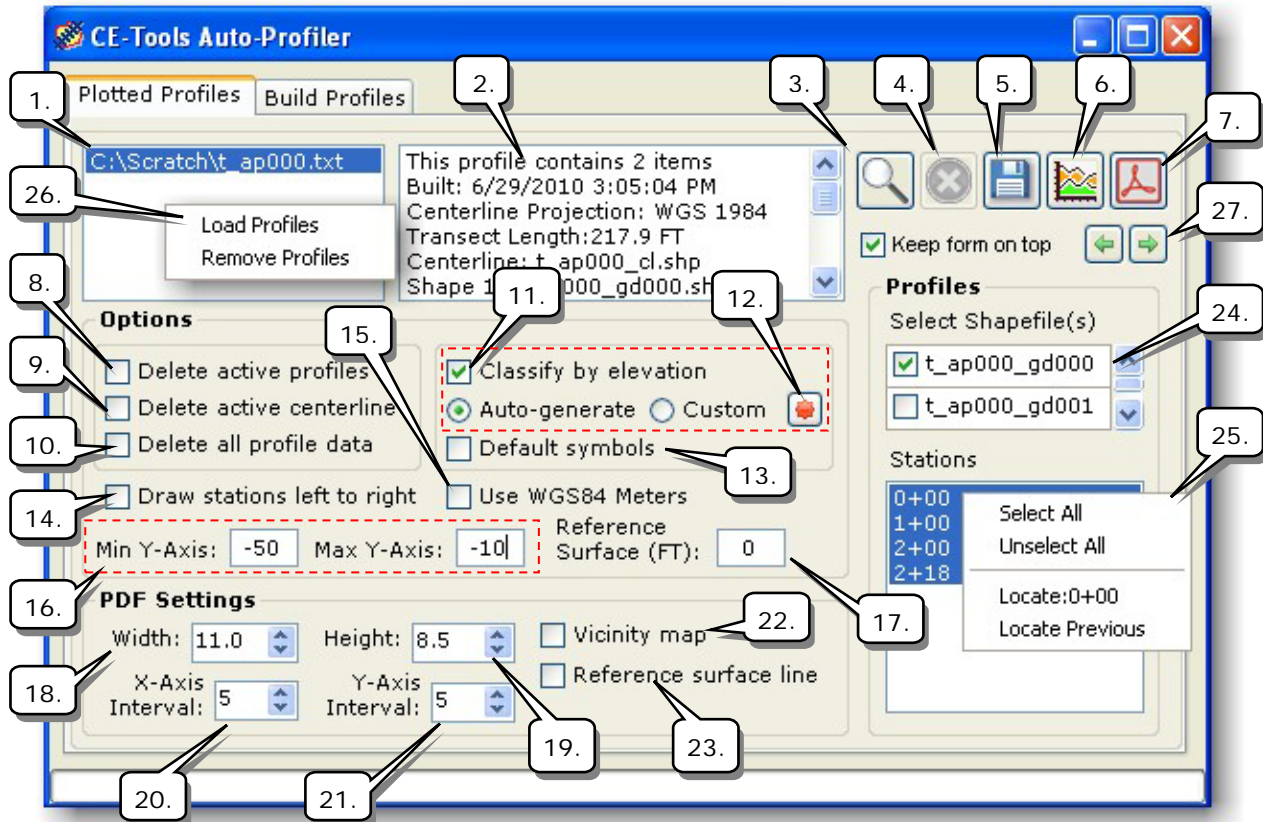 CE-Tools Auto-Profiler
1.
2.
3.
4.
5.
6.
7.
Plotted Profiles
Build Profiles
C:\Scratch\t_ap000.txt
This profile contains 2 items
Built: 6/29/2010 3:05:04 PM
Centerline Projection: WGS 1984
Transect Length:217.9 FT
Centerline: t_ap000_cl.shp
Shape 1 000_gd000.sh
26.
Load Profiles
Remove Profiles
Keep form on top
27.
8.
Options
11.
12.
15.
9.
Delete active profiles
Delete active centerline
10.
Delete all profile data
Classify by elevation
Auto-generate
Custom
Default symbols
13.
14.
Draw stations left to right
Use WGS84 Meters
16.
Min Y-Axis: -50
Max Y-Axis: -10
Reference
Surface (FT): 0
17.
Profiles
Select Shapefile(s)
24.
t_ap000_gd000
t_ap000_gd001
25.
Stations
0+00
1+00
2+00
2+18
Select All
Unselect All
Locate:0+00
Locate Previous
PDF Settings
18.
Width: 11.0
Height: 8.5
Vicinity map
22.
X-Axis
Interval: 5
Y-Axis
Interval: 5
Reference surface line
19.
23.
20.
21.